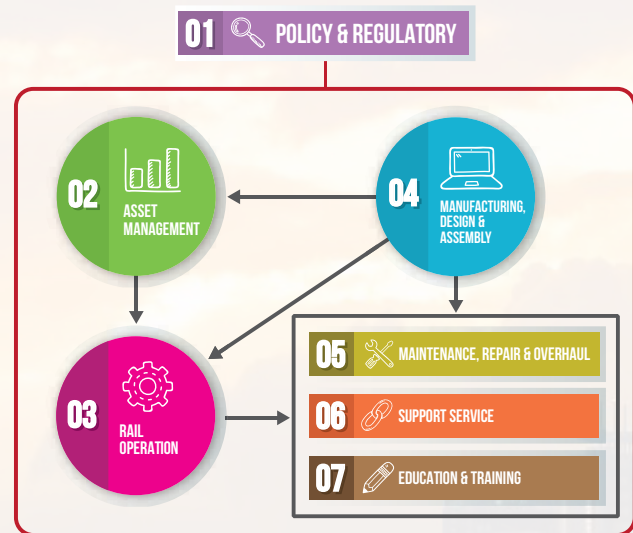 01 POLICY & REGULATORY
02
ASSET
MANAGEMENT
04
MANUFACTURING,
DESIGN &
ASSEMBLY
03
RAIL
OPERATION
05 MAINTENANCE, REPAIR & OVERHAUL
06 SUPPORT SERVICE
07 EDUCATION & TRAINING